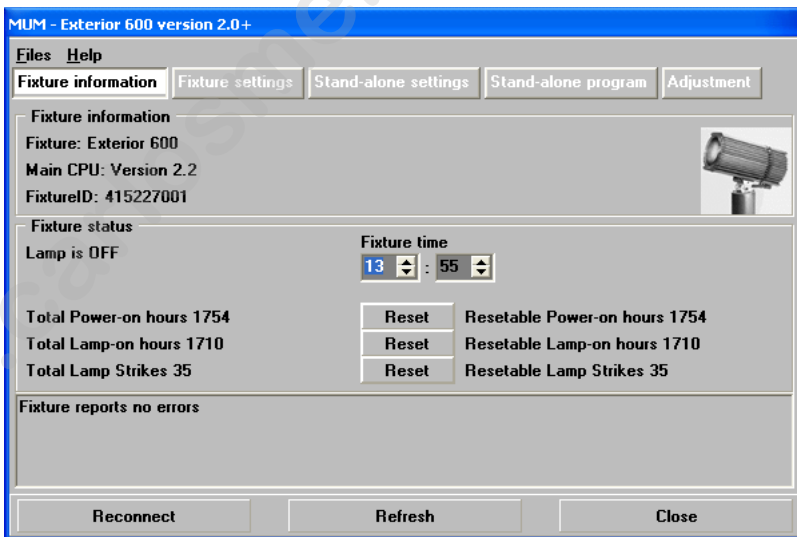 MUM - Exterior 600 version 2.0+
Files Help
Fixture information Fixture settings Stand-alone settings Stand-alone program Adjustment
Fixture information
Fixture: Exterior 600
Main CPU: Version 2.2
FixtureID: 415227001
Fixture status
Lamp is OFF
Fixture time
13 : 55
Total Power-on hours 1754 Reset Resetable Power-on hours 1754
Total Lamp-on hours 1710 Reset Resetable Lamp-on hours 1710
Total Lamp Strikes 35 Reset Resetable Lamp Strikes 35
Fixture reports no errors
Reconnect Refresh Close